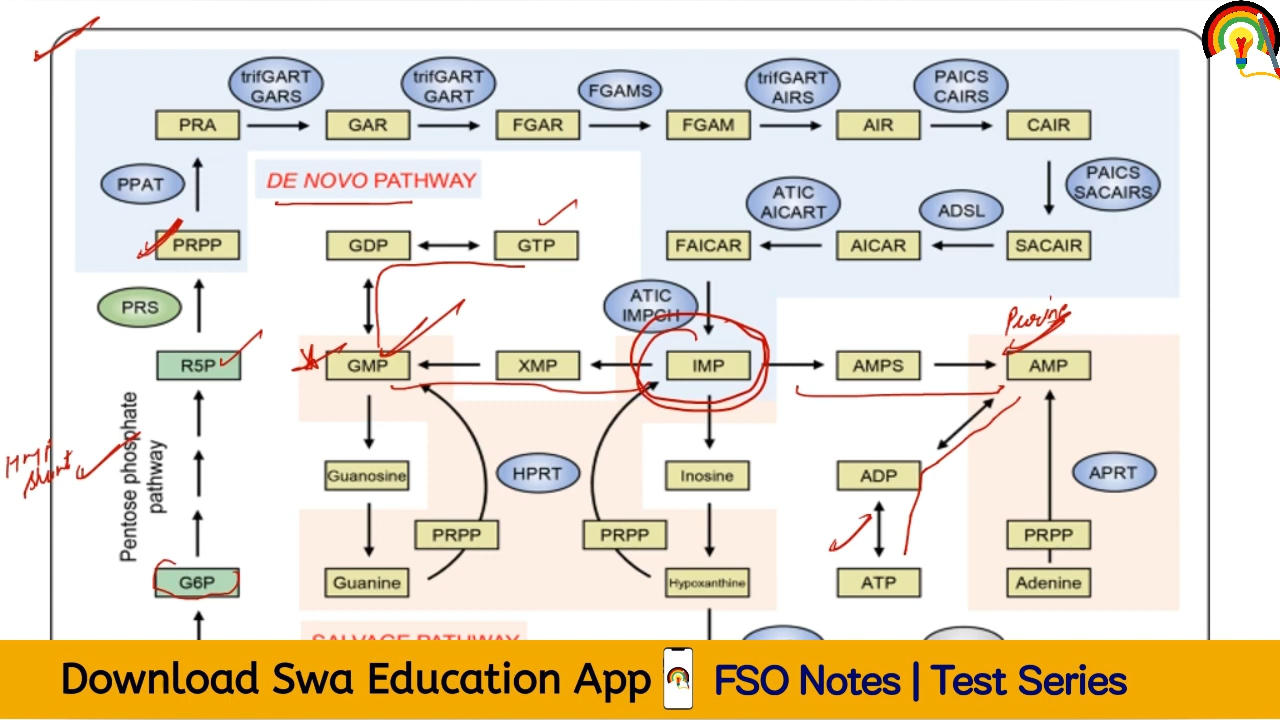 trifGART
GARS
trifGART
GART
FGAMS
trifGART
AIRS
PAICS
CAIRS
PRA
GAR
FGAR
FGAM
AIR
CAIR
PPAT
DE NOVO PATHWAY
ATIC
AICART
ADSL
PAICS
SACAIRS
PRPP
GDP
GTP
FAICAR
AICAR
SACAIR
PRS
ATIC
IMPCH
Purine
R5P
GMP
XMP
IMP
AMPS
AMP
Pentose phosphate
pathway
HMP
shunt
Guanosine
HPRT
Inosine
ADP
APRT
PRPP
PRPP
PRPP
G6P
Guanine
Hypoxanthine
ATP
Adenine
SALVAGE PATHWAY
Download Swa Education App
FSO Notes | Test Series